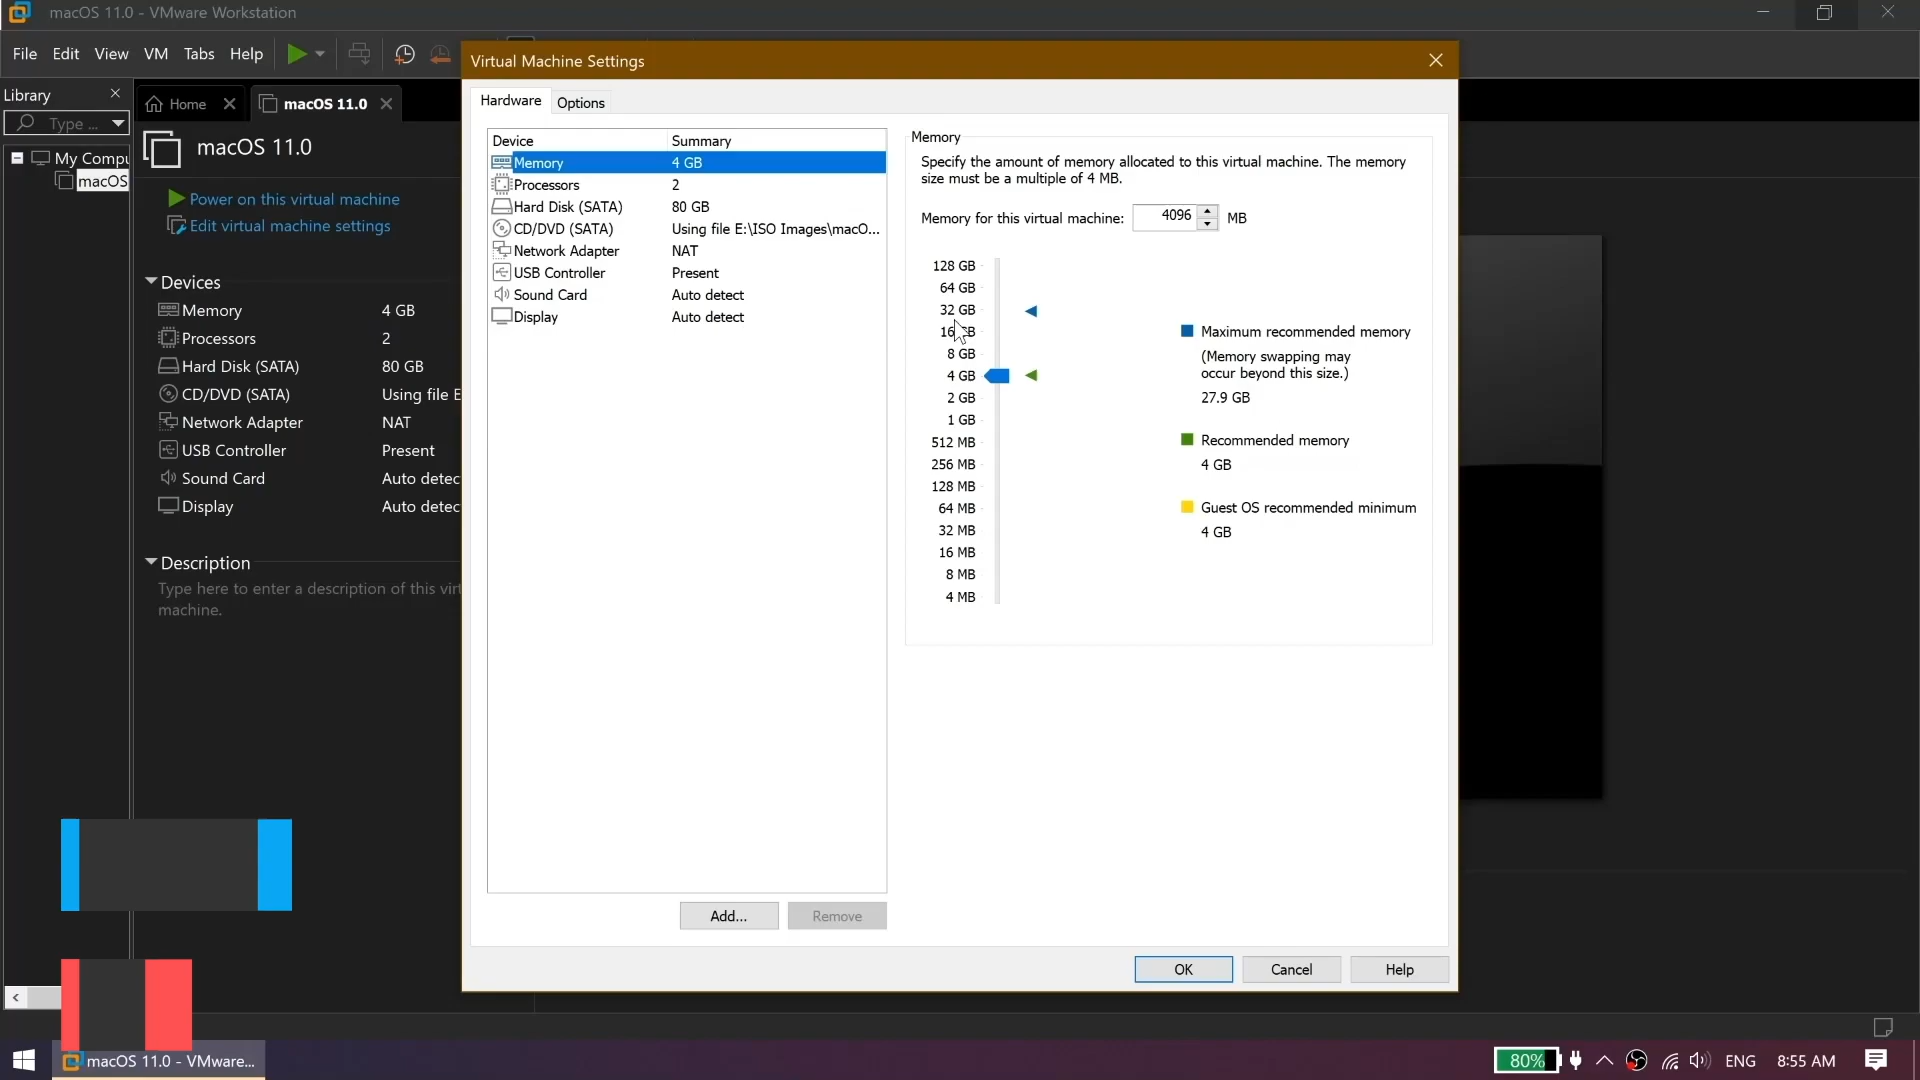 macOS 11.0 - VMware Workstation
File Edit View VM Tabs Help
Library
Type ...
My Compu
macOS
Home
macOS 11.0
macOS 11.0
Power on this virtual machine
Edit virtual machine settings
Devices
Memory 4 GB
Processors 2
Hard Disk (SATA) 80 GB
CD/DVD (SATA) Using file E
Network Adapter NAT
USB Controller Present
Sound Card Auto detec
Display Auto detec
Description
Type here to enter a description of this virt
machine.
Virtual Machine Settings
Hardware Options
Device Summary
Memory 4 GB
Processors 2
Hard Disk (SATA) 80 GB
CD/DVD (SATA) Using file E:\ISO Images\macO...
Network Adapter NAT
USB Controller Present
Sound Card Auto detect
Display Auto detect
Add... Remove
Memory
Specify the amount of memory allocated to this virtual machine. The memory
size must be a multiple of 4 MB.
Memory for this virtual machine: 4096 MB
128 GB
64 GB
32 GB
16 GB
8 GB
4 GB
2 GB
1 GB
512 MB
256 MB
128 MB
64 MB
32 MB
16 MB
8 MB
4 MB
Maximum recommended memory
(Memory swapping may
occur beyond this size.)
27.9 GB
Recommended memory
4 GB
Guest OS recommended minimum
4 GB
OK Cancel Help
macOS 11.0 - VMware...
80% ENG 8:55 AM